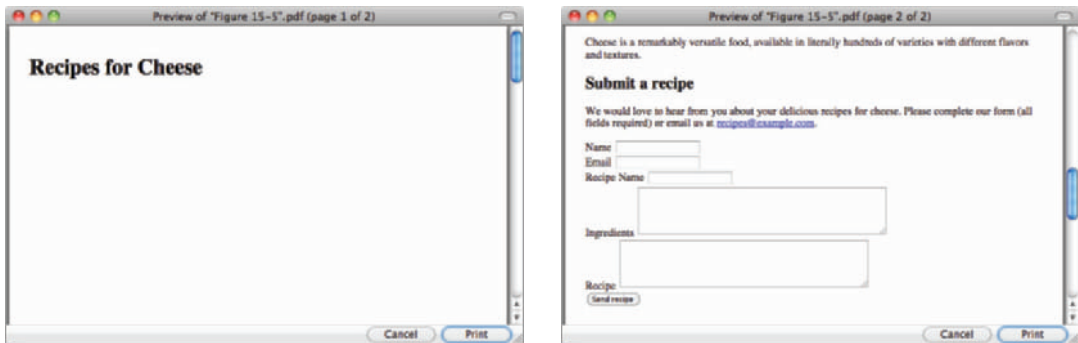 Preview of "Figure 15-5".pdf (page 1 of 2)
Recipes for Cheese
Cancel
Print
Preview of "Figure 15-5".pdf (page 2 of 2)
Cheese is a remarkably versatile food, available in literally hundreds of varieties with different flavors
and textures.
Submit a recipe
We would love to hear from you about your delicious recipes for cheese. Please complete our form (all
fields required) or email us at recipes@example.com.
Name
Email
Recipe Name
Ingredients
Recipe
Send recipe
Cancel
Print